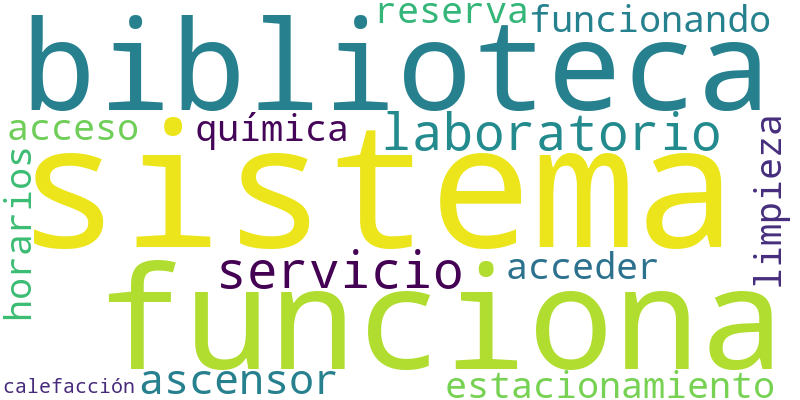 reserva
funcionando
biblioteca
acceso
química
laboratorio
limpieza
horarios
sistema
servicio
acceder
funciona
calefacción
ascensor
estacionamiento